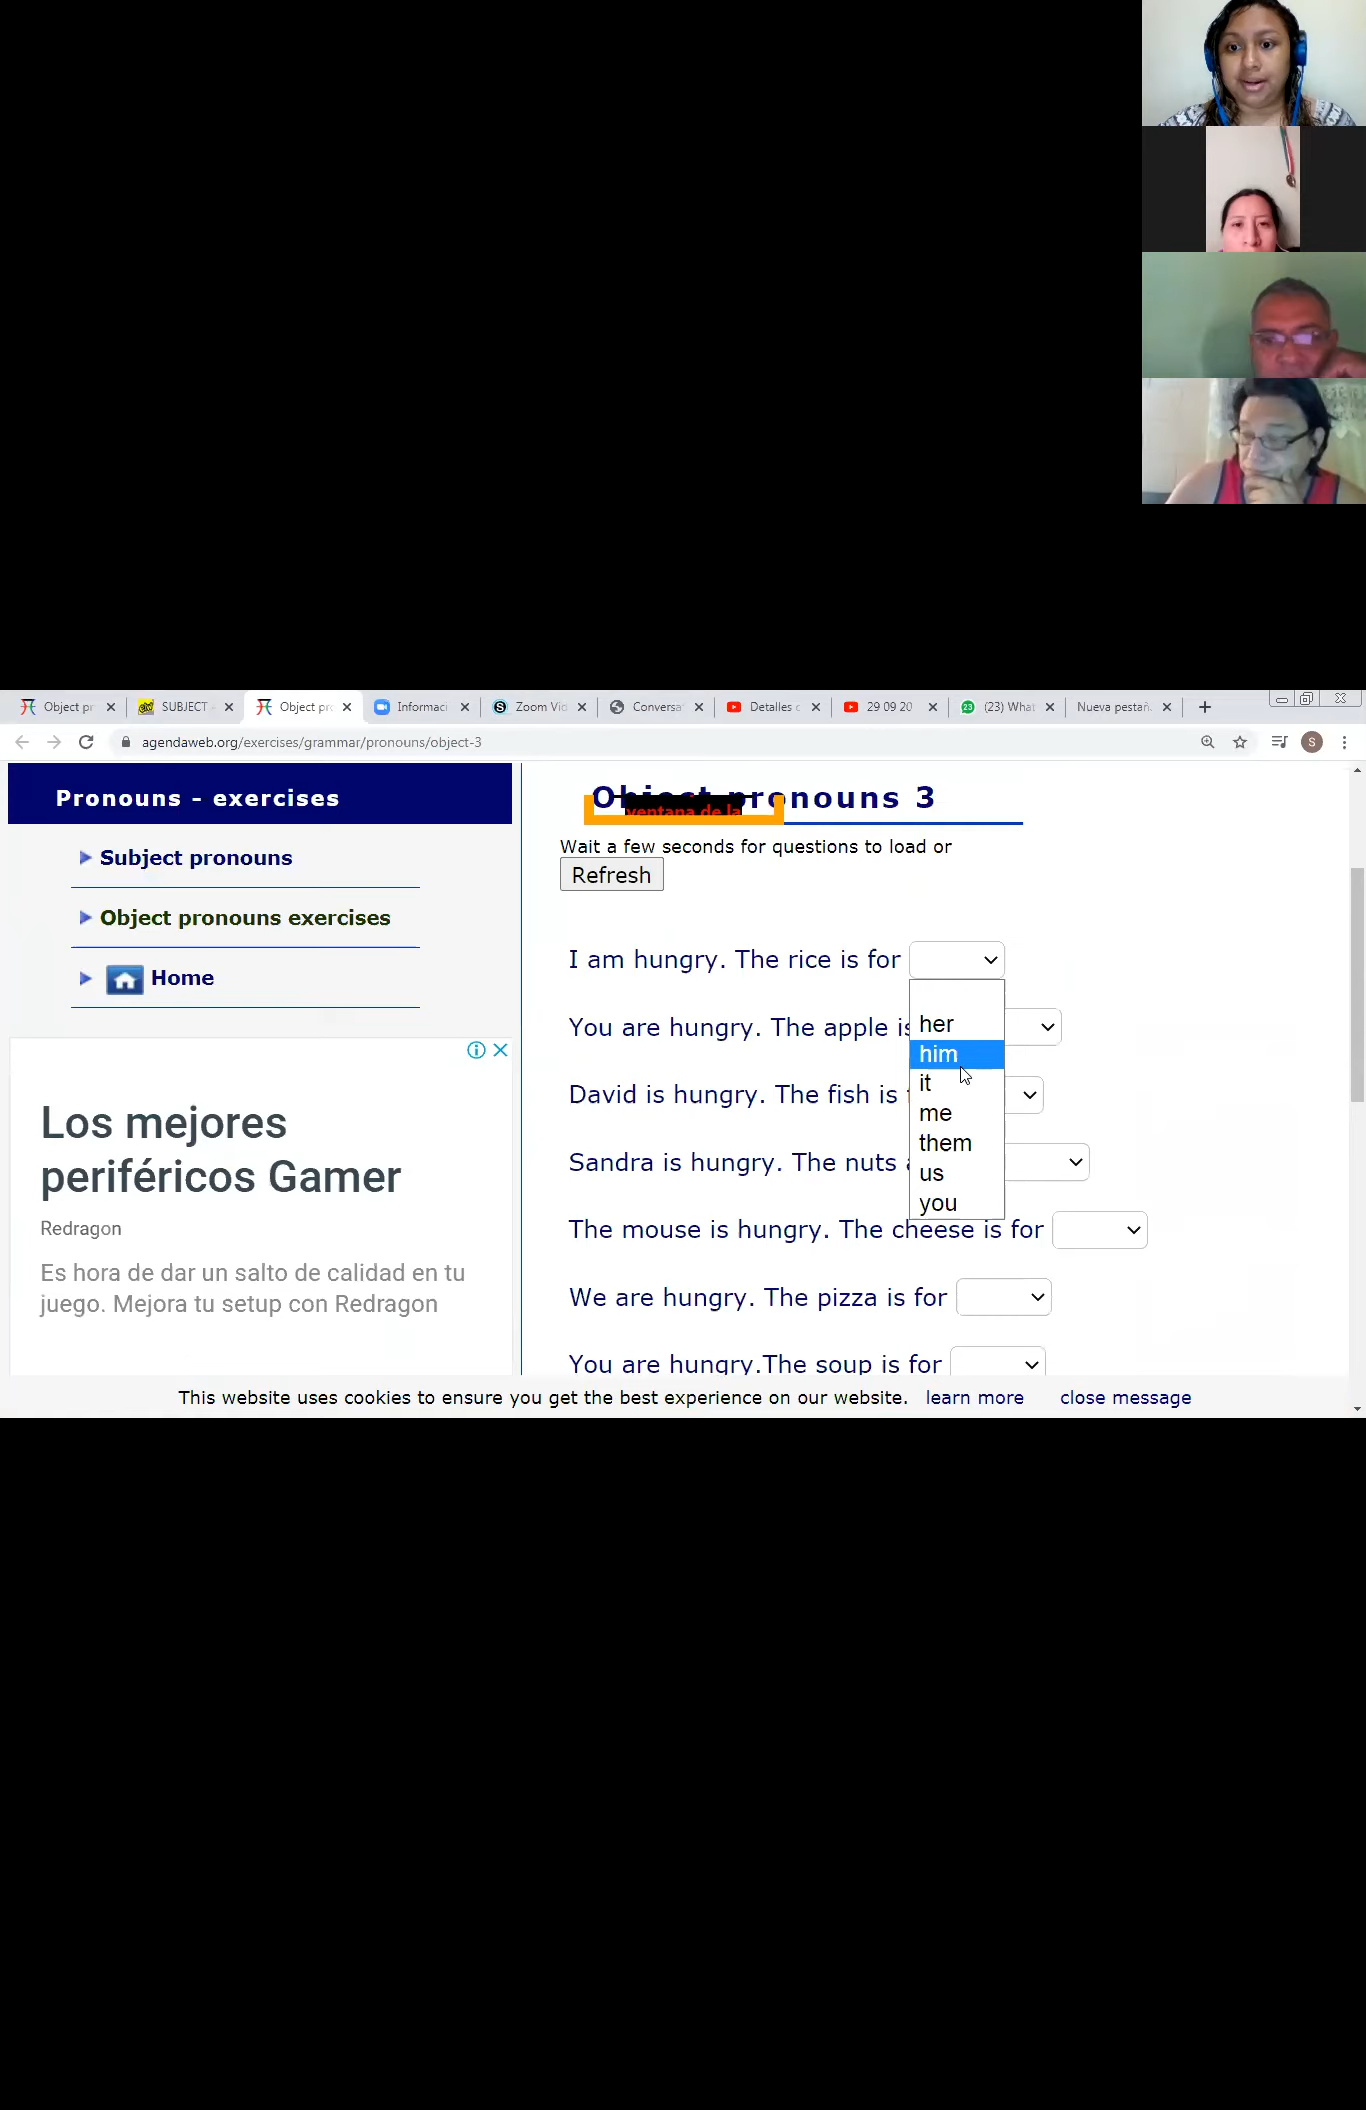 Object pr
SUBJECT -
Object pro
Informaci
Zoom Vid
Conversa
Detalles c
29 09 20
(23) What
Nueva pestañ
agendaweb.org/exercises/grammar/pronouns/object-3
S
Pronouns - exercises
Subject pronouns
Object pronouns exercises
Home
Los mejores
periféricos Gamer
Redragon
Es hora de dar un salto de calidad en tu
juego. Mejora tu setup con Redragon
Object pronouns 3
ventana de la
Wait a few seconds for questions to load or
Refresh
I am hungry. The rice is for
her
him
it
me
them
us
you
You are hungry. The apple is
David is hungry. The fish is
Sandra is hungry. The nuts
The mouse is hungry. The cheese is for
We are hungry. The pizza is for
You are hungry.The soup is for
This website uses cookies to ensure you get the best experience on our website. learn more close message